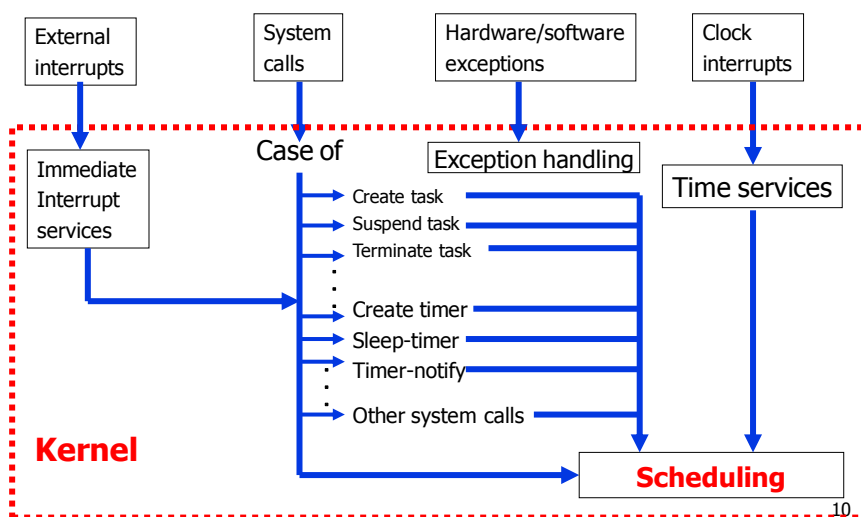 External
interrupts
System
calls
Hardware/software
exceptions
Clock
interrupts
Immediate
Interrupt
services
Case of
Exception handling
Time services
Create task
Suspend task
Terminate task
Create timer
Sleep-timer
Timer-notify
Other system calls
Kernel
Scheduling
10